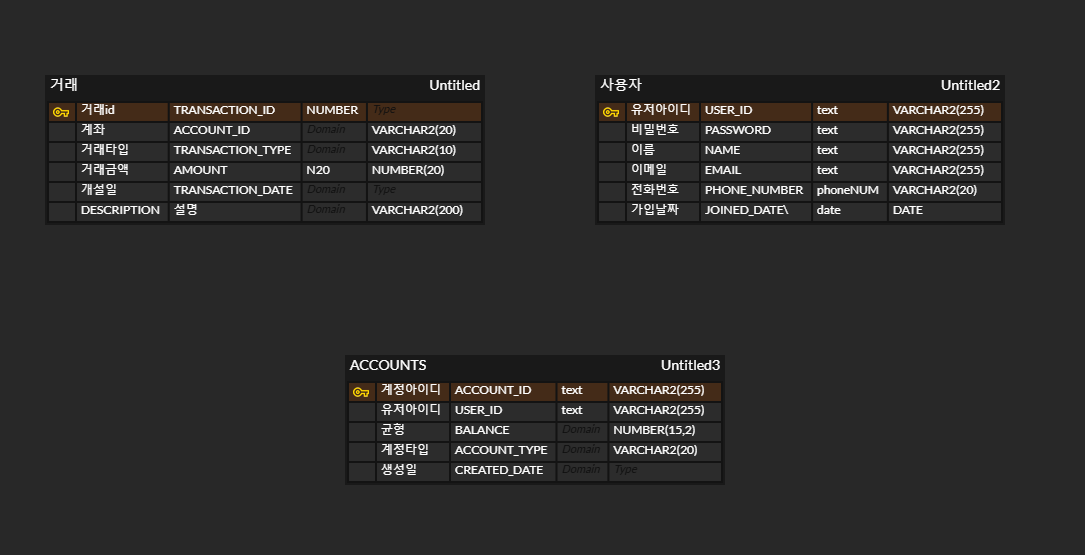 거래 Untitled
거래id TRANSACTION_ID NUMBER Type
계좌 ACCOUNT_ID Domain VARCHAR2(20)
거래타입 TRANSACTION_TYPE Domain VARCHAR2(10)
거래금액 AMOUNT N20 NUMBER(20)
개설일 TRANSACTION_DATE Domain Type
DESCRIPTION 설명 Domain VARCHAR2(200)
사용자 Untitled2
유저아이디 USER_ID text VARCHAR2(255)
비밀번호 PASSWORD text VARCHAR2(255)
이름 NAME text VARCHAR2(255)
이메일 EMAIL text VARCHAR2(255)
전화번호 PHONE_NUMBER phoneNUM VARCHAR2(20)
가입날짜 JOINED_DATE\ date DATE
ACCOUNTS Untitled3
계정아이디 ACCOUNT_ID text VARCHAR2(255)
유저아이디 USER_ID text VARCHAR2(255)
균형 BALANCE Domain NUMBER(15,2)
계정타입 ACCOUNT_TYPE Domain VARCHAR2(20)
생성일 CREATED_DATE Domain Type